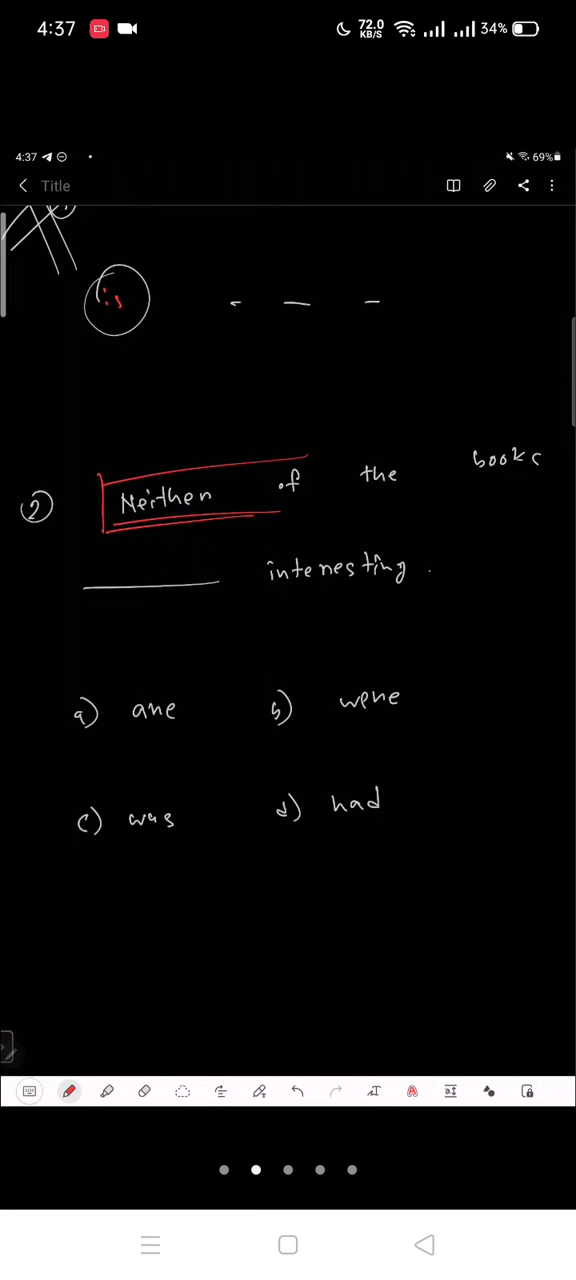 4:37 72.0 KB/S 34%
4:37 69%
Title
is
② Neither of the books
interesting.
a) are b) were
c) was d) had